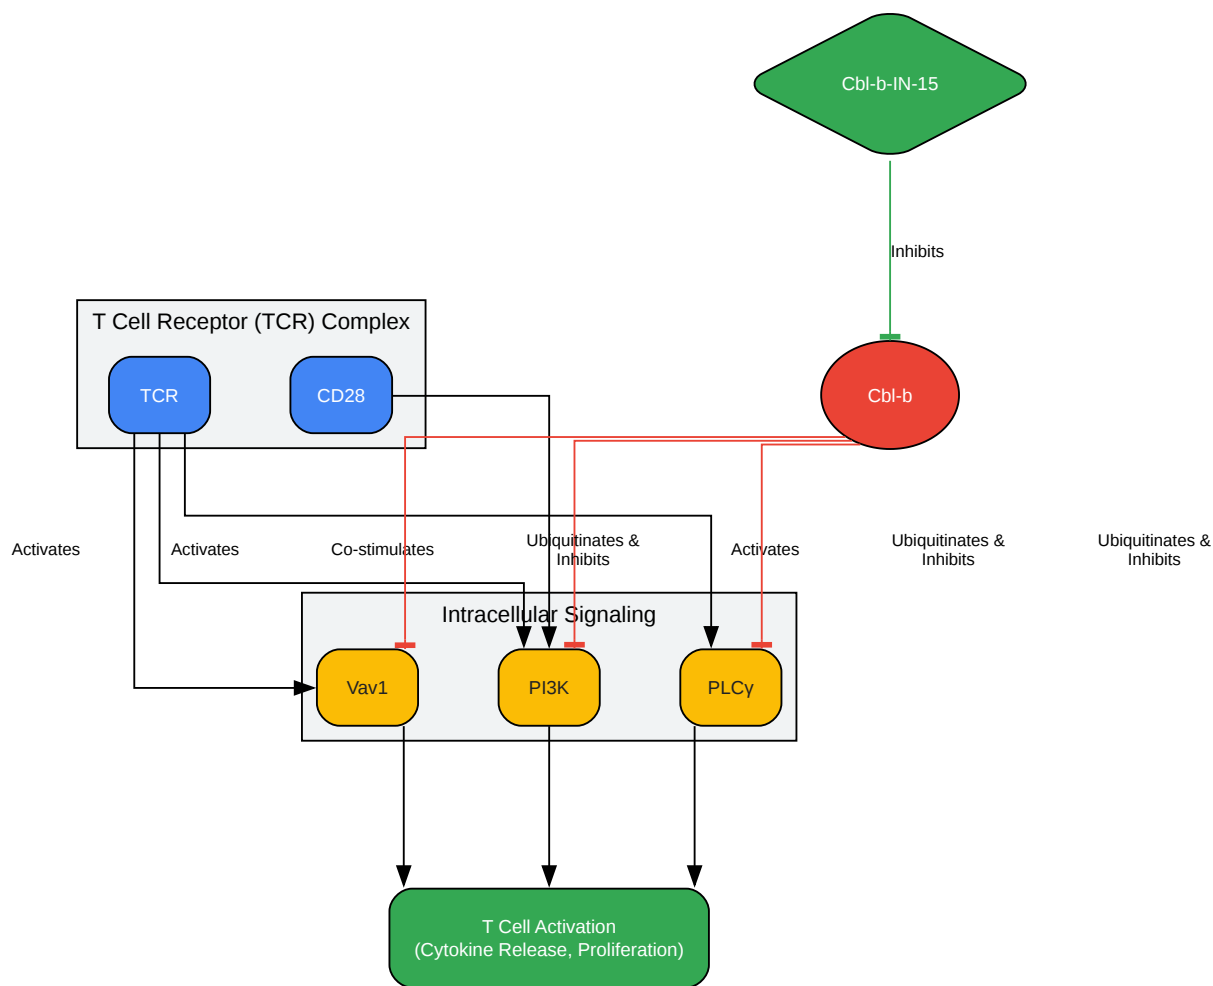 Cbl-b-IN-15
Inhibits
T Cell Receptor (TCR) Complex
TCR
CD28
Cbl-b
Activates
Activates
Co-stimulates
Ubiquitinates &
Inhibits
Activates
Ubiquitinates &
Inhibits
Ubiquitinates &
Inhibits
Intracellular Signaling
Vav1
PI3K
PLCγ
T Cell Activation
(Cytokine Release, Proliferation)